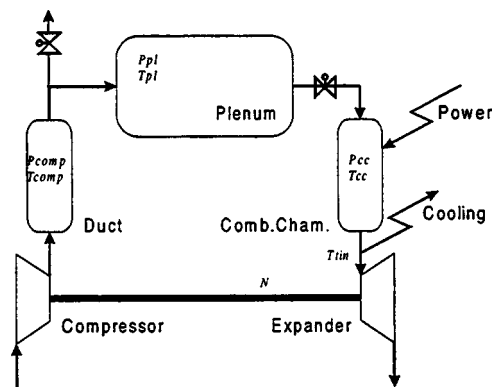 Ppl
Tpl
Plenum
Power
Pcomp
Tcomp
Pcc
Tcc
Duct
Comb.Cham.
Cooling
Ttin
N
Compressor
Expander